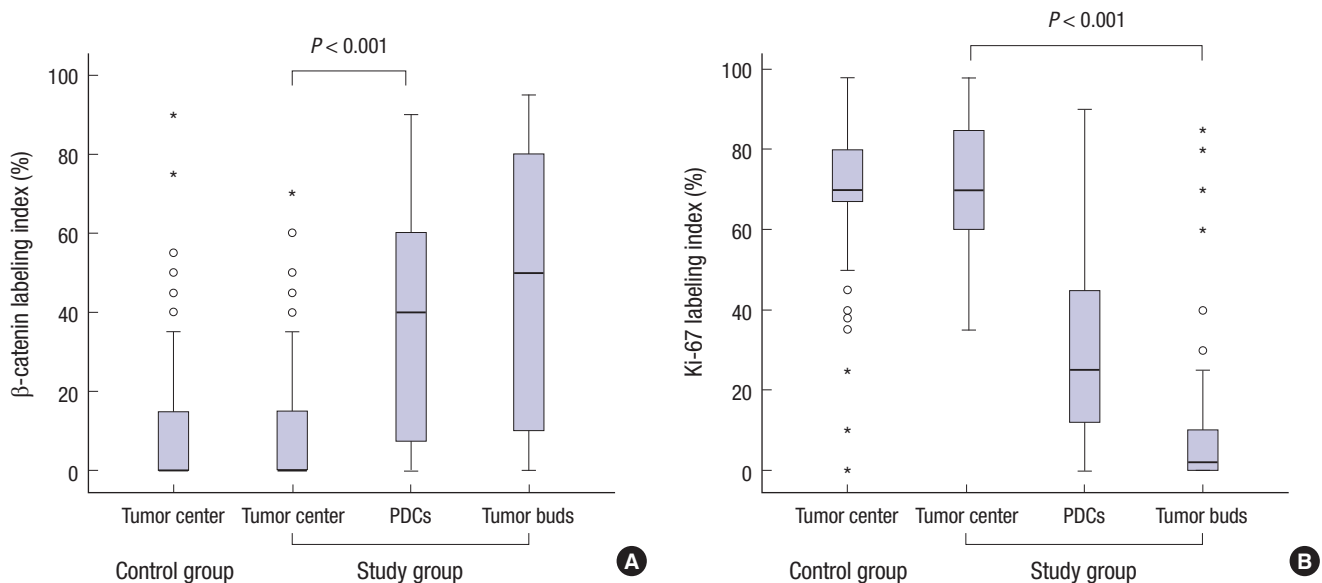 P < 0.001
β-catenin labeling index (%)
100
80
60
40
20
0
Tumor center
Tumor center
PDCs
Tumor buds
Control group
Study group
A
P < 0.001
Ki-67 labeling index (%)
100
80
60
40
20
0
Tumor center
Tumor center
PDCs
Tumor buds
Control group
Study group
B